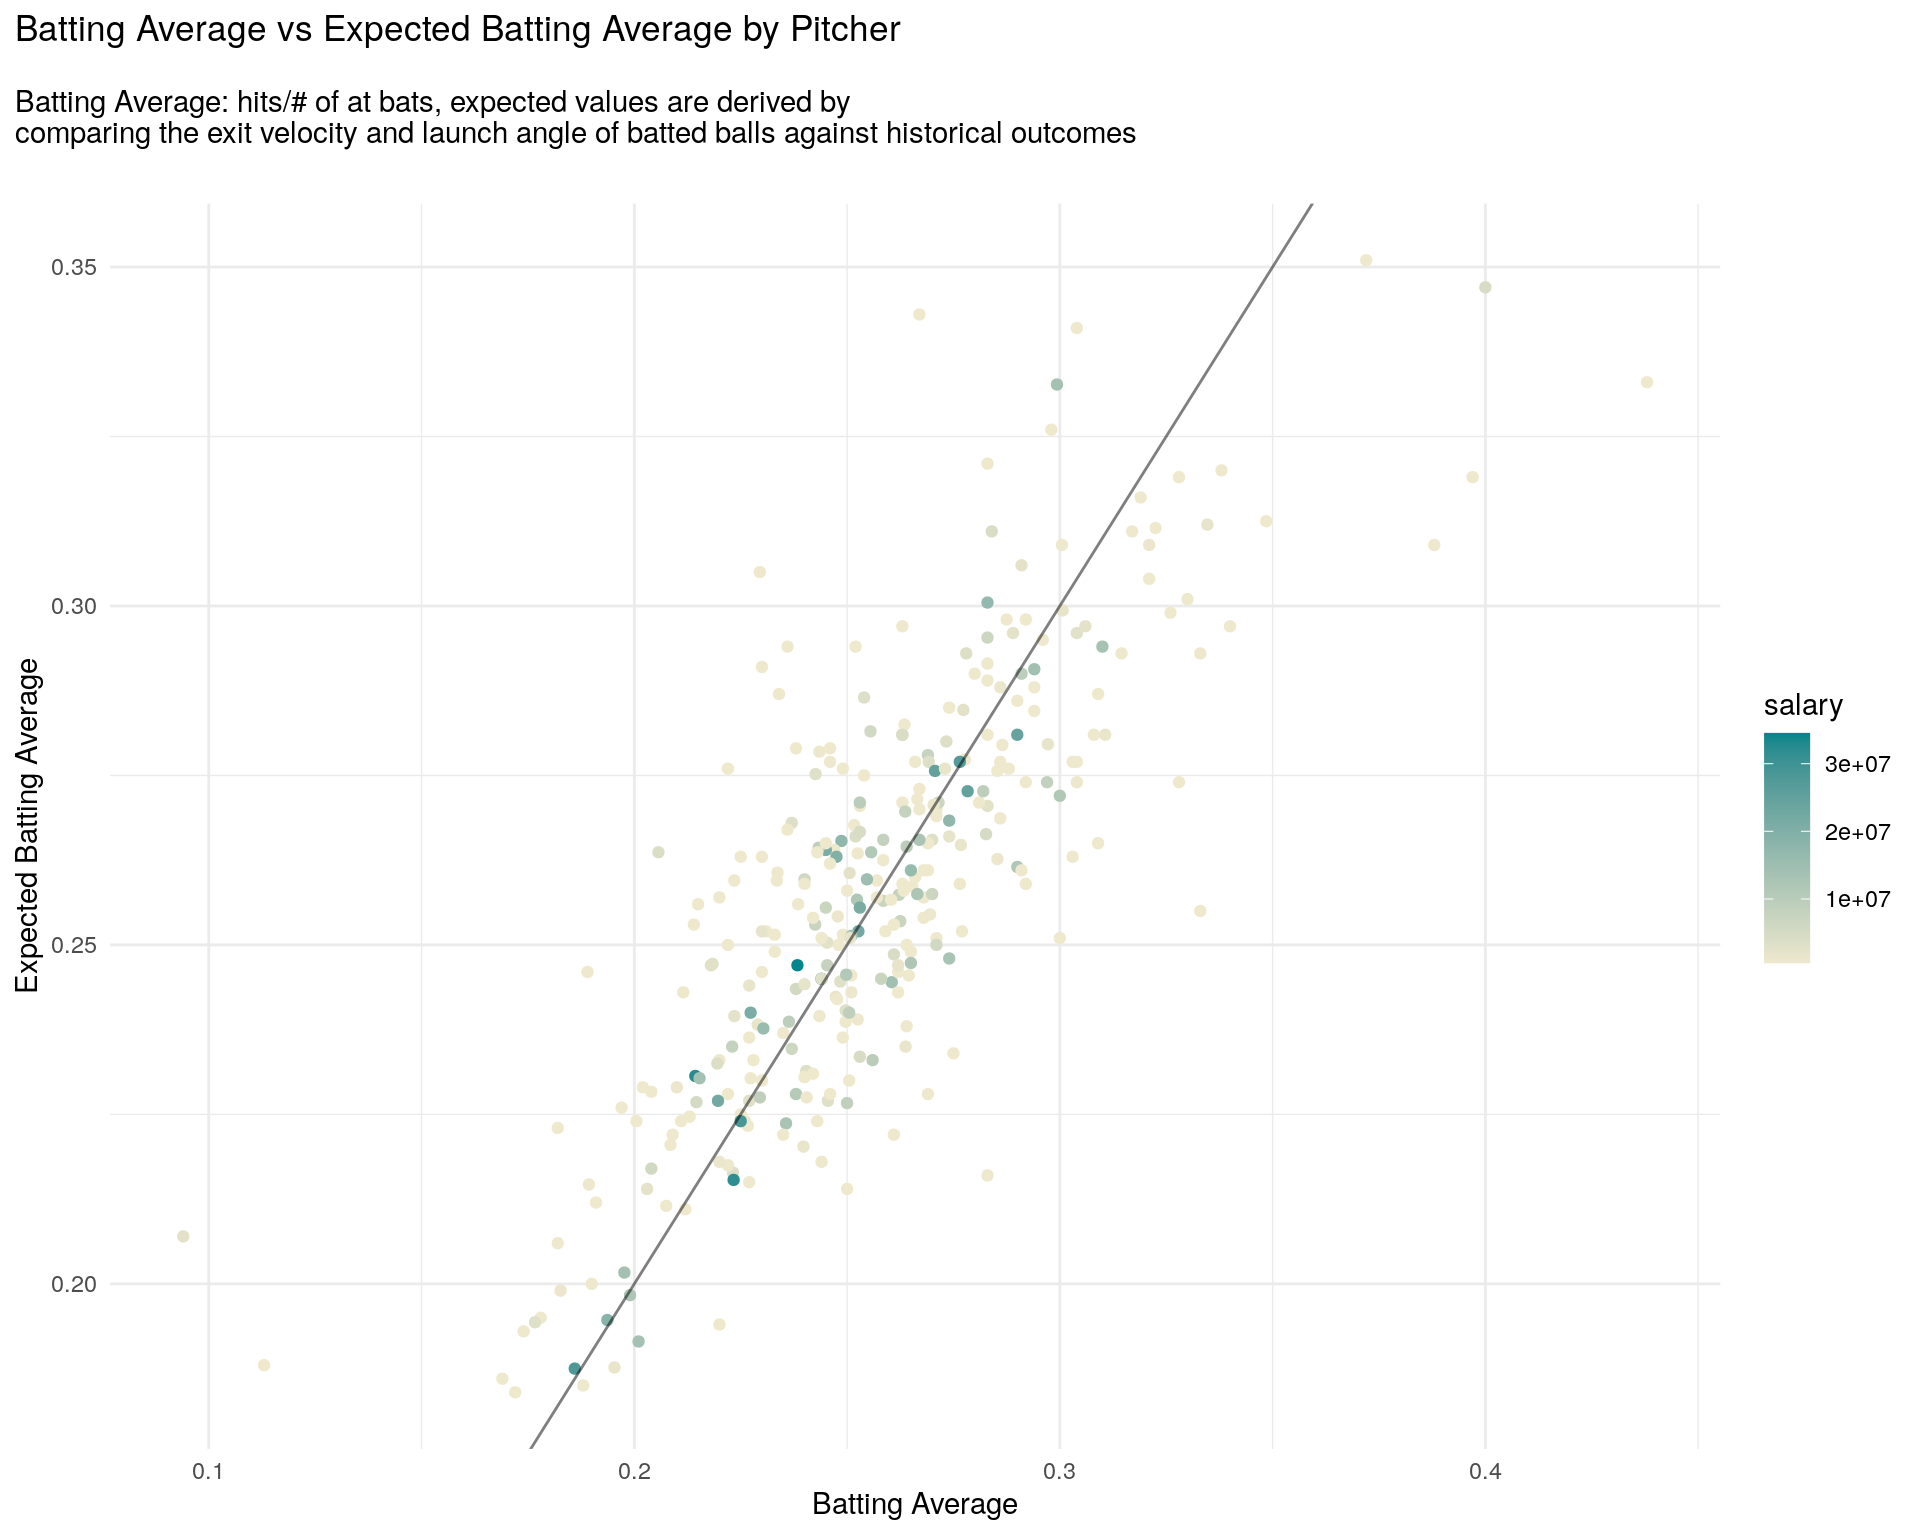 Batting Average vs Expected Batting Average by Pitcher
Batting Average: hits/# of at bats, expected values are derived by
comparing the exit velocity and launch angle of batted balls against historical outcomes
0.35
0.30
0.25
0.20
Expected Batting Average
0.1
0.2
0.3
0.4
Batting Average
salary
3e+07
2e+07
1e+07